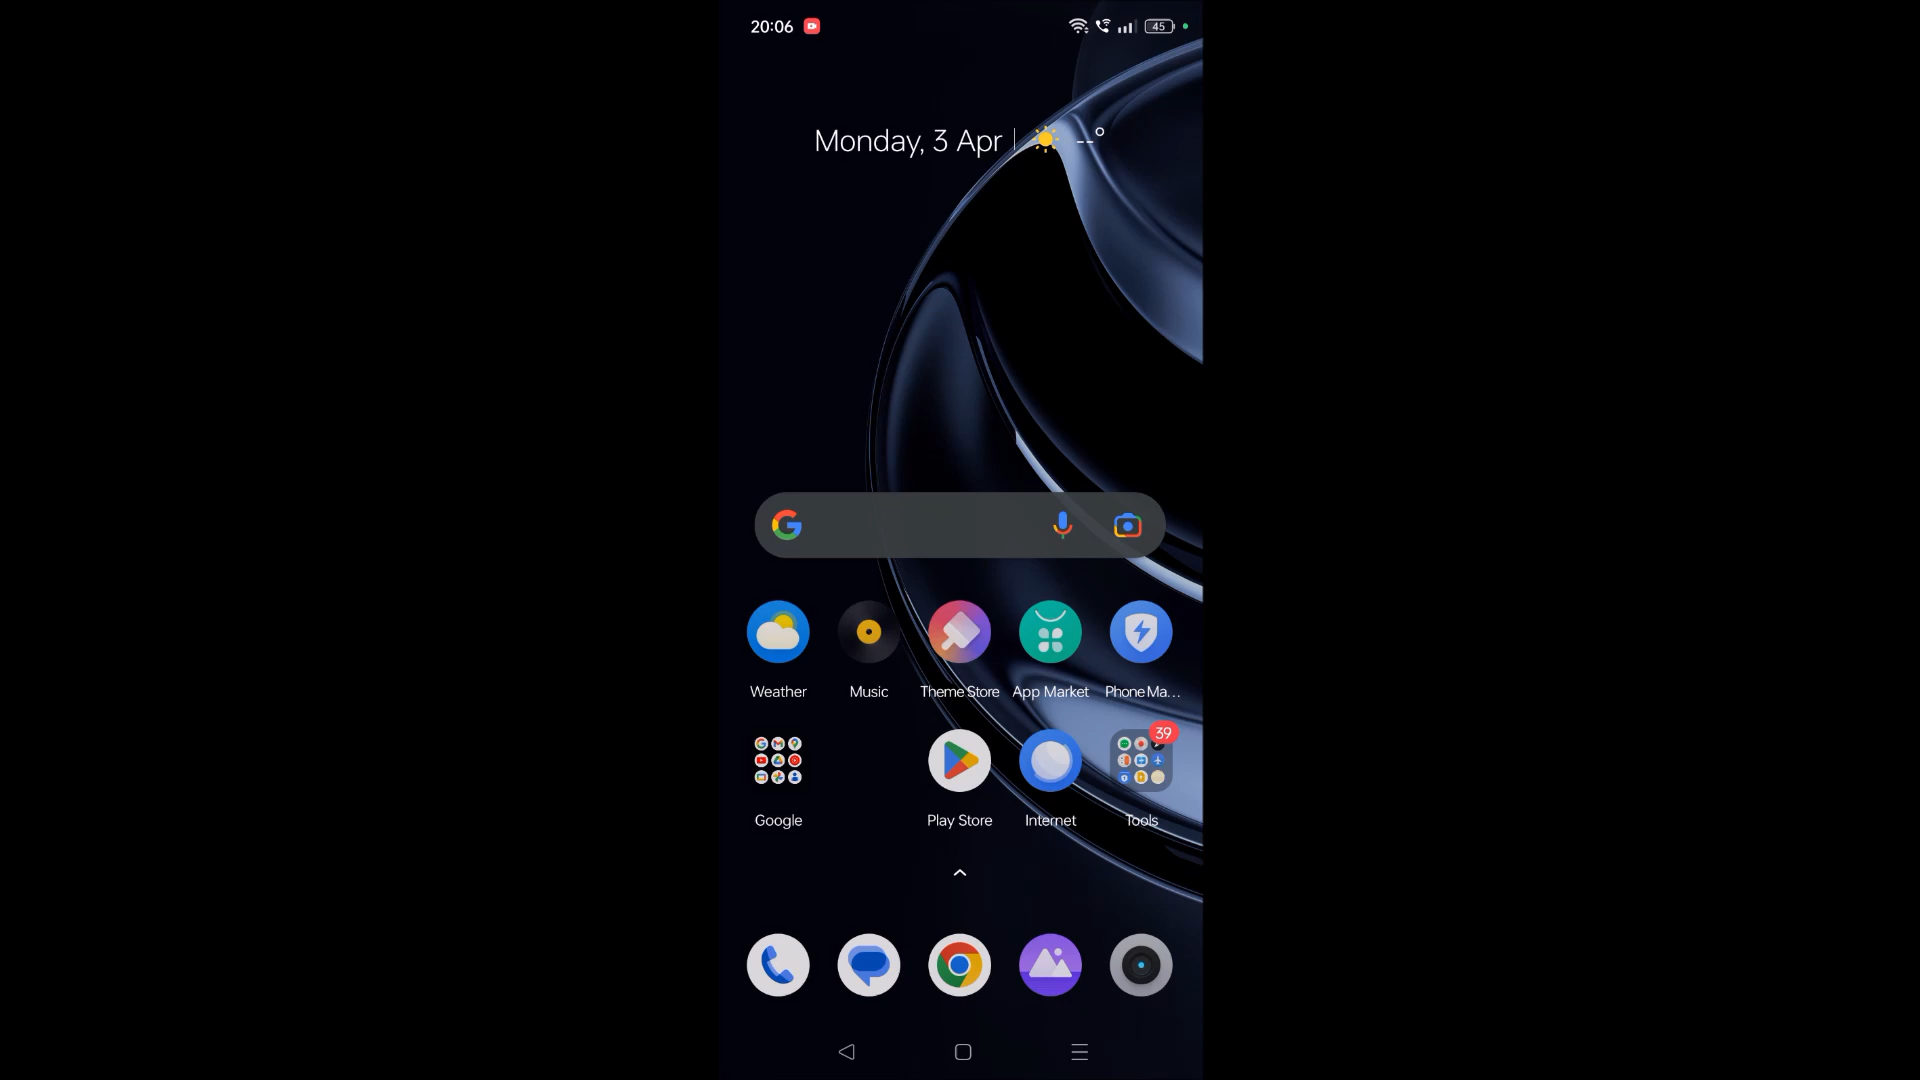 20:06 45
Monday, 3 Apr --°
Weather Music Theme Store App Market Phone Ma...
39
Google Play Store Internet Tools